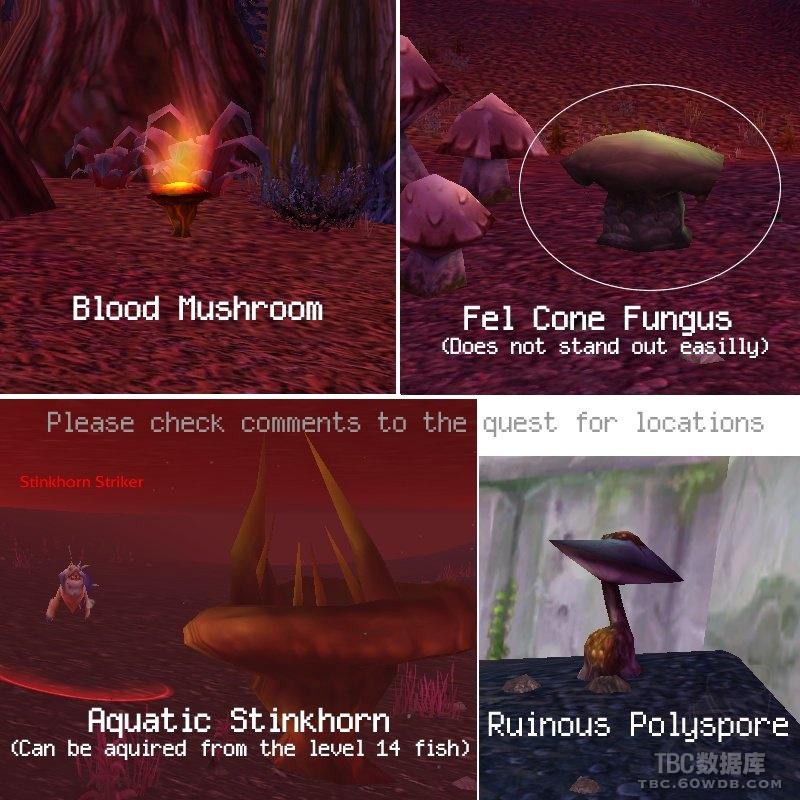 Blood Mushroom
Fel Cone Fungus
(Does not stand out easilly)
Please check comments to the quest for locations
Stinkhorn Striker
Aquatic Stinkhorn
(Can be aquired from the level 14 fish)
Ruinous Polyspore
TBC数据库
TBC.60WDB.COM